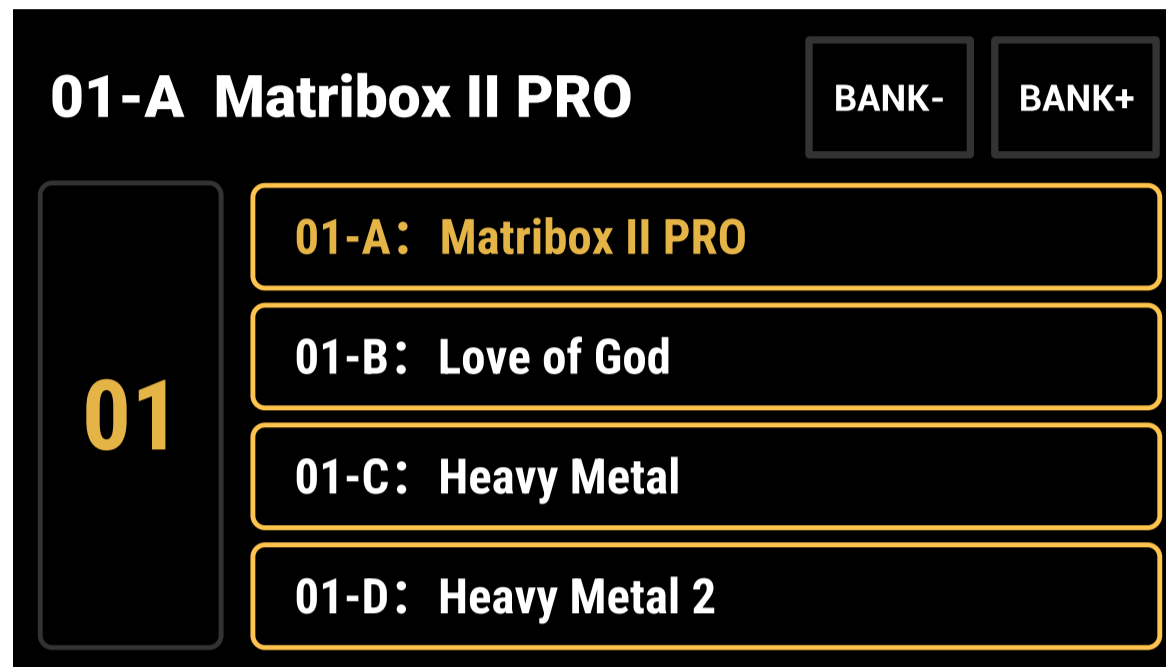 01-A Matribox II PRO
BANK-
BANK+
01
01-A： Matribox II PRO
01-B： Love of God
01-C： Heavy Metal
01-D： Heavy Metal 2